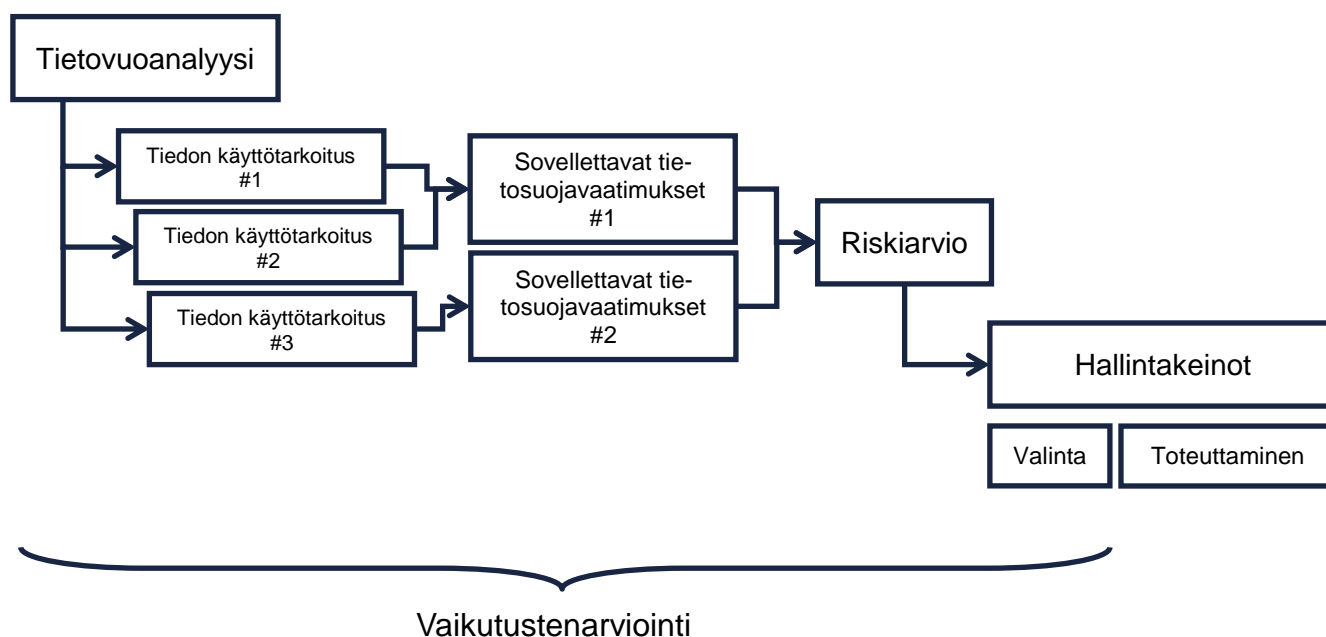 Tietovuoanalyysi
Tiedon käyttötarkoitus
#1
Tiedon käyttötarkoitus
#2
Tiedon käyttötarkoitus
#3
Sovellettavat tie-
tosuojavaatimukset
#1
Sovellettavat tie-
tosuojavaatimukset
#2
Riskiarvio
Hallintakeinot
Valinta
Toteuttaminen
Vaikutustenarviointi